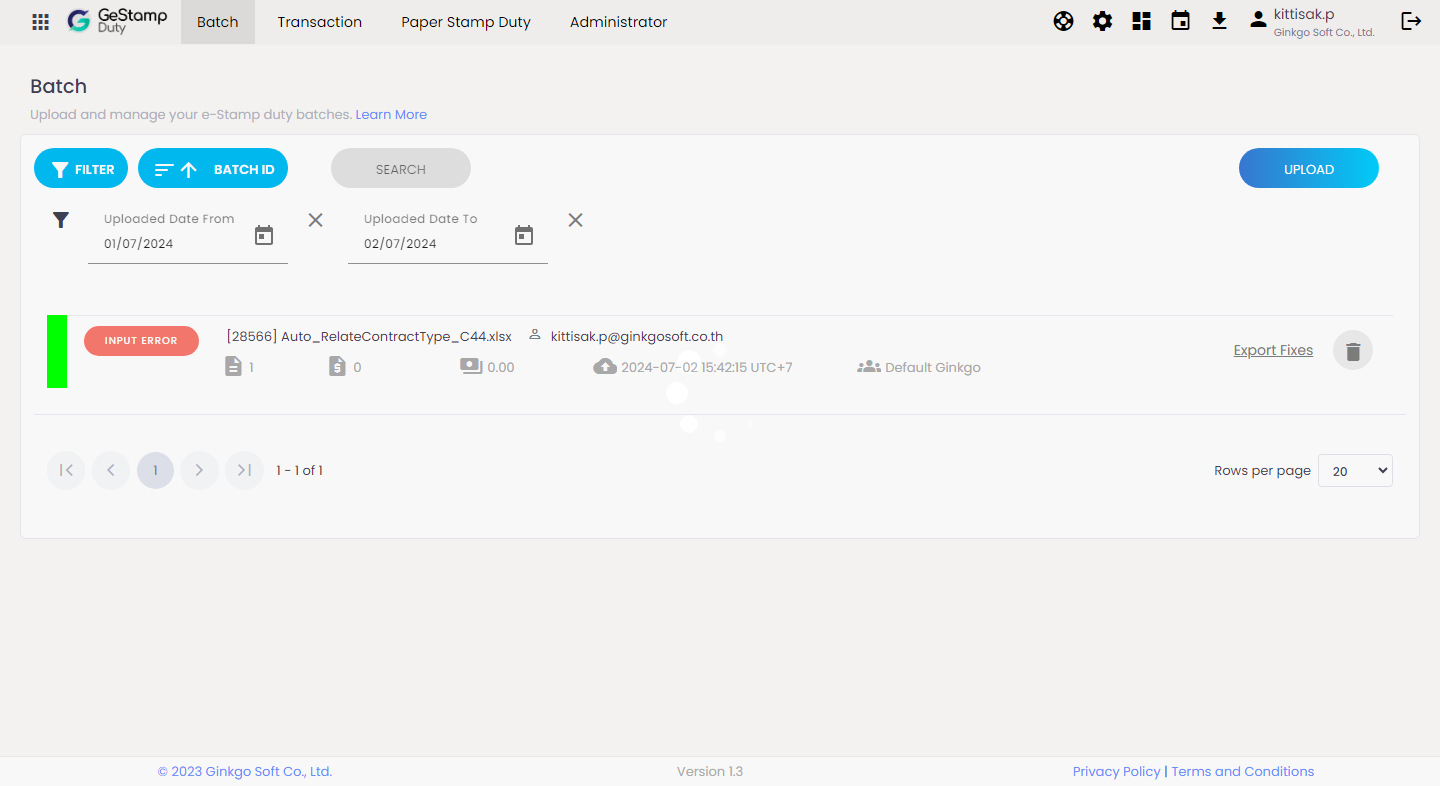 GeStamp
Duty
Batch
Transaction
Paper Stamp Duty
Administrator
kittisak.p
Ginkgo Soft Co., Ltd.
Batch
Upload and manage your e-Stamp duty batches. Learn More
FILTER
BATCH ID
SEARCH
UPLOAD
Uploaded Date From
01/07/2024
Uploaded Date To
02/07/2024
INPUT ERROR
[28566] Auto_RelateContractType_C44.xlsx
kittisak.p@ginkgosoft.co.th
1
0
0.00
2024-07-02 15:42:15 UTC+7
Default Ginkgo
Export Fixes
1
1 - 1 of 1
Rows per page
20
© 2023 Ginkgo Soft Co., Ltd.
Version 1.3
Privacy Policy | Terms and Conditions